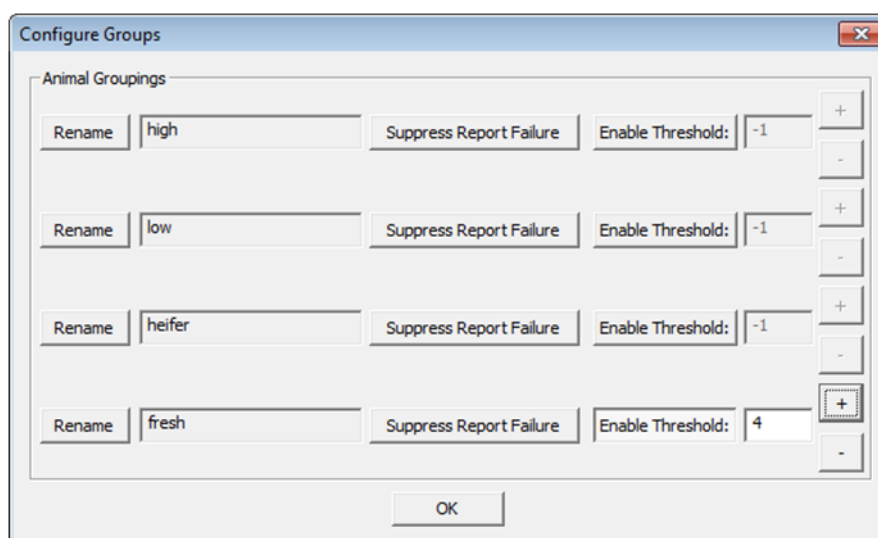 Configure Groups
Animal Groupings
Rename high Suppress Report Failure Enable Threshold: -1 +
-
Rename low Suppress Report Failure Enable Threshold: -1 +
-
Rename heifer Suppress Report Failure Enable Threshold: -1 +
-
Rename fresh Suppress Report Failure Enable Threshold: 4 +
-
OK